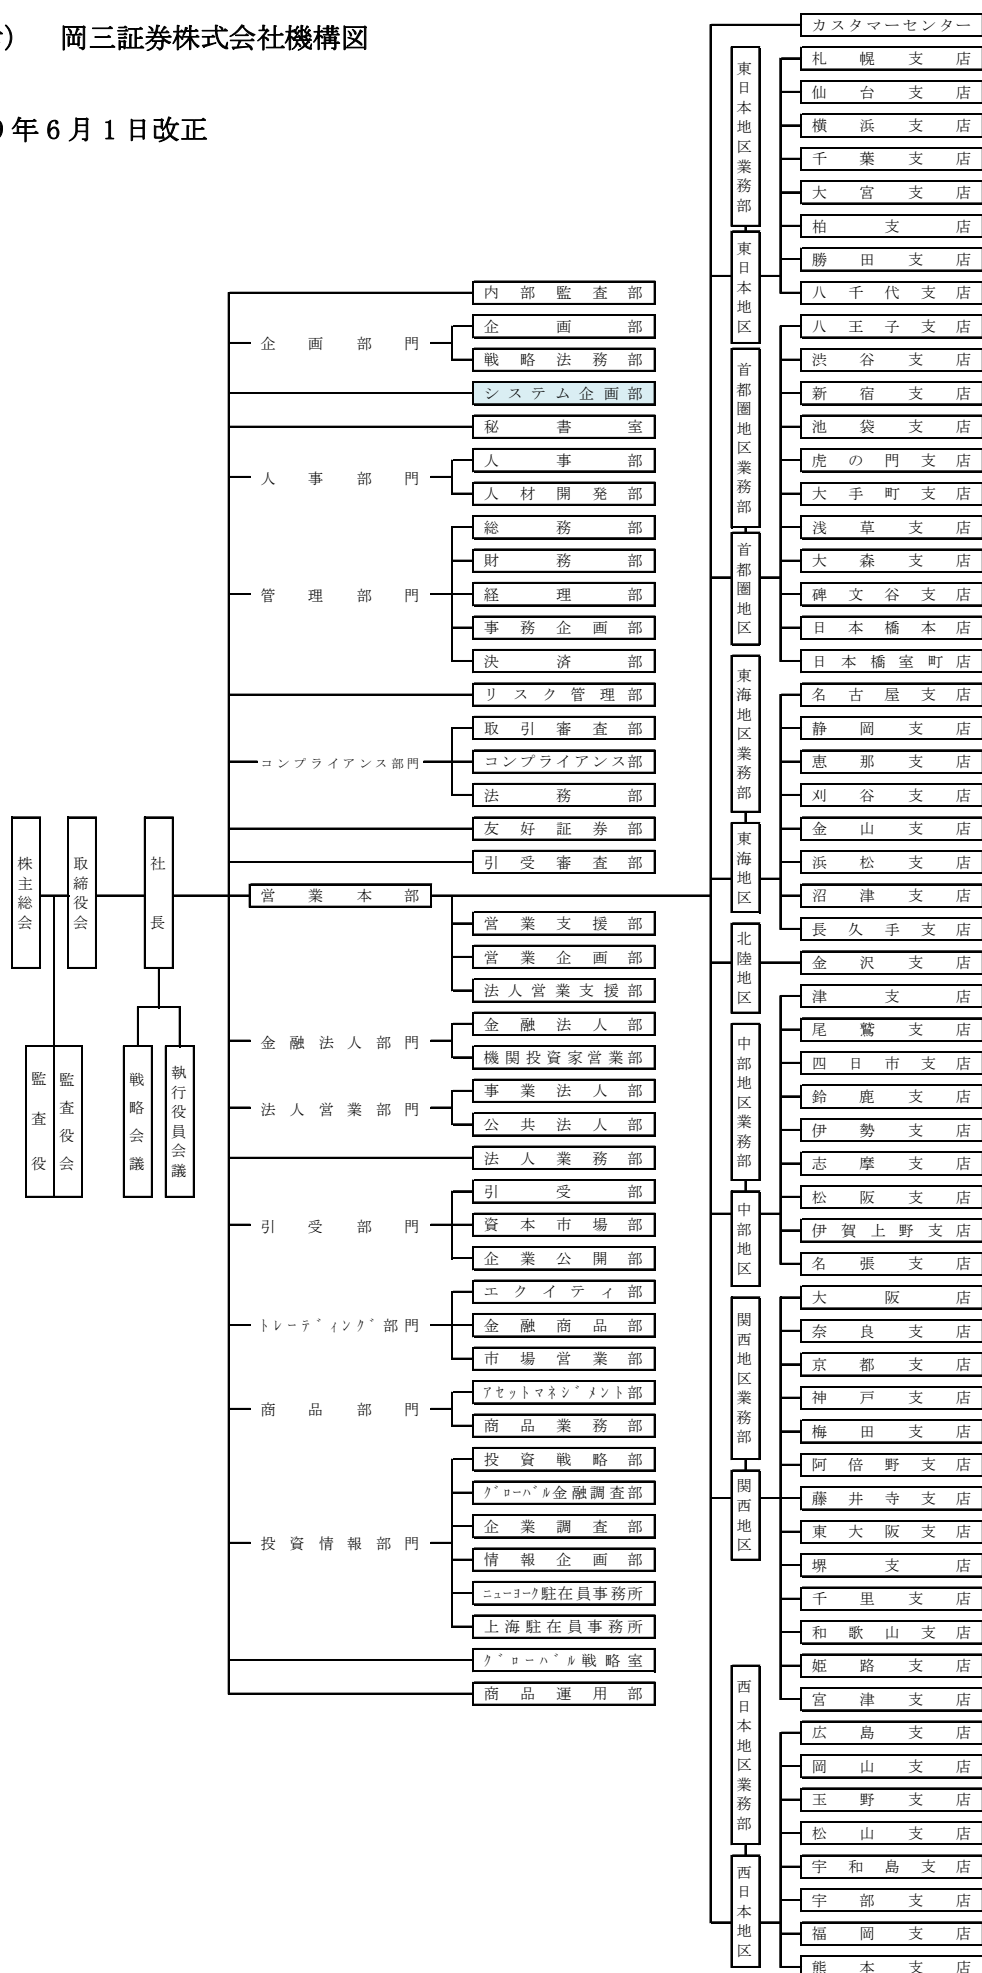 岡三証券株式会社機構図
年6月1日改正
株主総会
取締役会
社長
監査役
監査役会
戦略会議
執行役員会議
内部監査部
企画部門
企画部
戦略法務部
システム企画部
秘書室
人事部門
人事部
人材開発部
管理部門
総務部
財務部
経理部
事務企画部
決済部
リスク管理部
コンプライアンス部門
取引審査部
コンプライアンス部
法務部
友好証券部
引受審査部
営業本部
営業支援部
営業企画部
法人営業支援部
金融法人部門
金融法人部
機関投資家営業部
法人営業部門
事業法人部
公共法人部
法人業務部
引受部門
引受部
資本市場部
企業公開部
ﾄﾚｰﾃﾞｨﾝｸﾞ部門
エクイティ部
金融商品部
市場営業部
商品部門
ｱｾｯﾄﾏﾈｼﾞﾒﾝﾄ部
商品業務部
投資情報部門
投資戦略部
ｸﾞﾛｰﾊﾞﾙ金融調査部
企業調査部
情報企画部
ﾆｭｰﾖｰｸ駐在員事務所
上海駐在員事務所
ｸﾞﾛｰﾊﾞﾙ戦略室
商品運用部
カスタマーセンター
東日本地区業務部
東日本地区
札幌支店
仙台支店
横浜支店
千葉支店
大宮支店
柏支店
勝田支店
八千代支店
首都圏地区業務部
首都圏地区
八王子支店
渋谷支店
新宿支店
池袋支店
虎の門支店
大手町支店
浅草支店
大森支店
碑文谷支店
日本橋本店
日本橋室町店
東海地区業務部
東海地区
名古屋支店
静岡支店
恵那支店
刈谷支店
金山支店
浜松支店
沼津支店
長久手支店
北陸地区
金沢支店
中部地区業務部
中部地区
津支店
尾鷲支店
四日市支店
鈴鹿支店
伊勢支店
志摩支店
松阪支店
伊賀上野支店
名張支店
関西地区業務部
関西地区
大阪店
奈良支店
京都支店
神戸支店
梅田支店
阿倍野支店
藤井寺支店
東大阪支店
堺支店
千里支店
和歌山支店
姫路支店
宮津支店
西日本地区業務部
西日本地区
広島支店
岡山支店
玉野支店
松山支店
宇和島支店
宇部支店
福岡支店
熊本支店